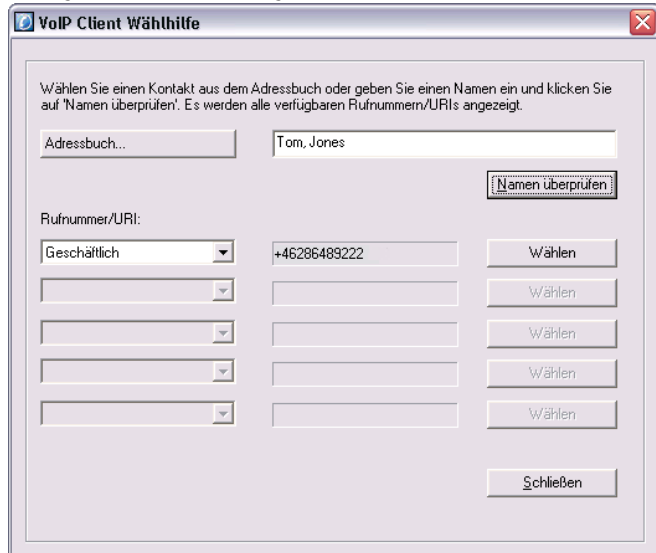 VoIP Client Wählhilfe
Wählen Sie einen Kontakt aus dem Adressbuch oder geben Sie einen Namen ein und klicken Sie
auf 'Namen überprüfen'. Es werden alle verfügbaren Rufnummern/URIs angezeigt.
Adressbuch...
Tom, Jones
Namen überprüfen
Rufnummer/URI:
Geschäftlich
+46286489222
Wählen
Wählen
Wählen
Wählen
Wählen
Schließen